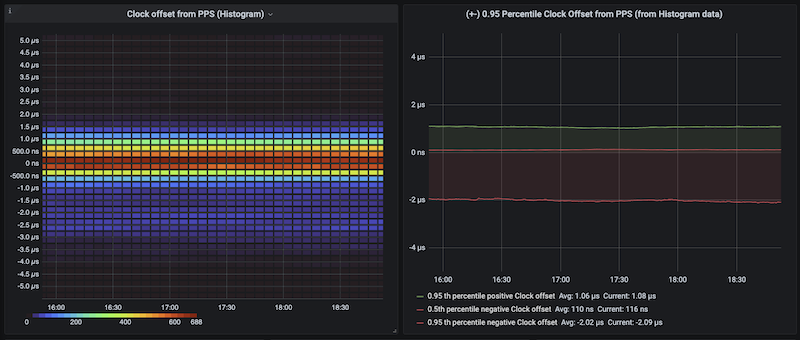 i
Clock offset from PPS (Histogram)
5.0 µs
4.5 µs
4.0 µs
3.5 µs
3.0 µs
2.5 µs
2.0 µs
1.5 µs
1.0 µs
500.0 ns
0 ns
-500.0 ns
-1.0 µs
-1.5 µs
-2.0 µs
-2.5 µs
-3.0 µs
-3.5 µs
-4.0 µs
-4.5 µs
-5.0 µs
16:00 16:30 17:00 17:30 18:00 18:30
0 200 400 600 688
(+-) 0.95 Percentile Clock Offset from PPS (from Histogram data)
4 µs
2 µs
0 ns
-2 µs
-4 µs
16:00 16:30 17:00 17:30 18:00 18:30
0.95 th percentile positive Clock offset Avg: 1.06 µs Current: 1.08 µs
0.5th percentile negative Clock offset Avg: 110 ns Current: 116 ns
0.95 th percentile negative Clock offset Avg: -2.02 µs Current: -2.09 µs